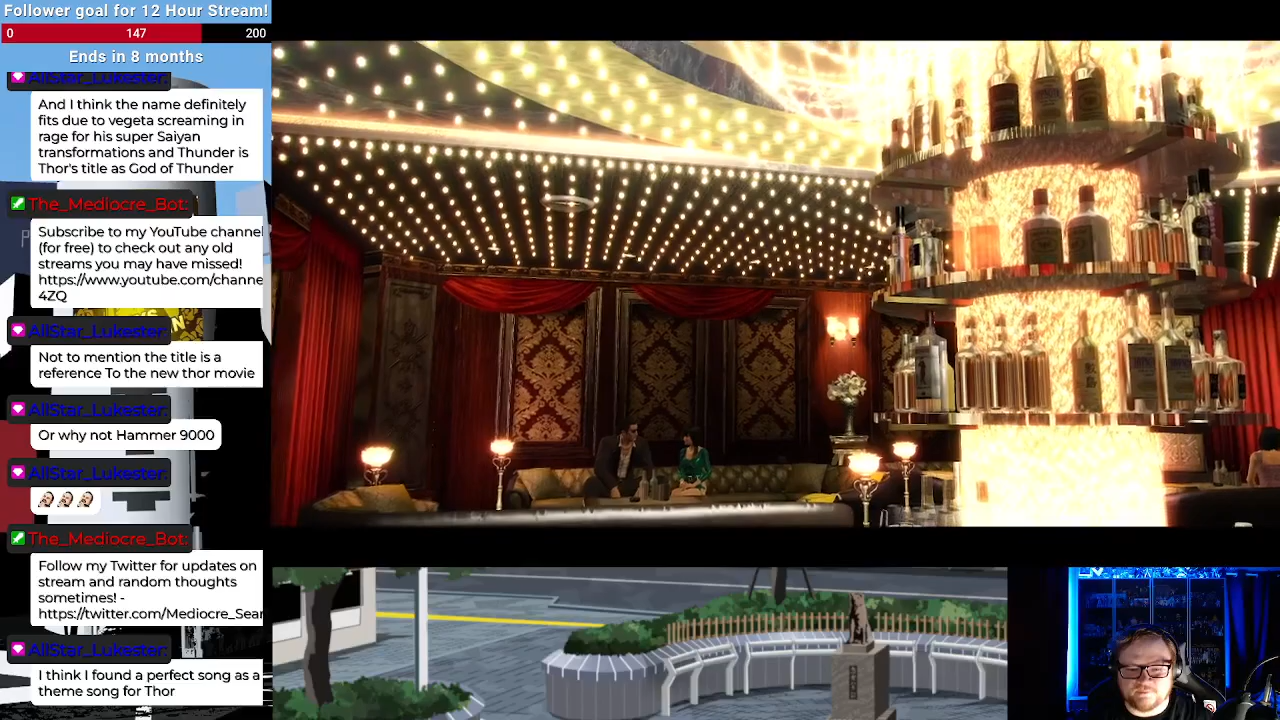 Follower goal for 12 Hour Stream!
0 147 200
Ends in 8 months
AllStar_Lukester:
And I think the name definitely
fits due to vegeta screaming in
rage for his super Saiyan
transformations and Thunder is
Thor's title as God of Thunder
The_Mediocre_Bot:
Subscribe to my YouTube channel
(for free) to check out any old
streams you may have missed!
https://www.youtube.com/channe
4ZQ
AllStar_Lukester:
Not to mention the title is a
reference To the new thor movie
AllStar_Lukester:
Or why not Hammer 9000
AllStar_Lukester:
The_Mediocre_Bot:
Follow my Twitter for updates on
stream and random thoughts
sometimes! -
https://twitter.com/Mediocre_Sear
AllStar_Lukester:
I think I found a perfect song as a
theme song for Thor